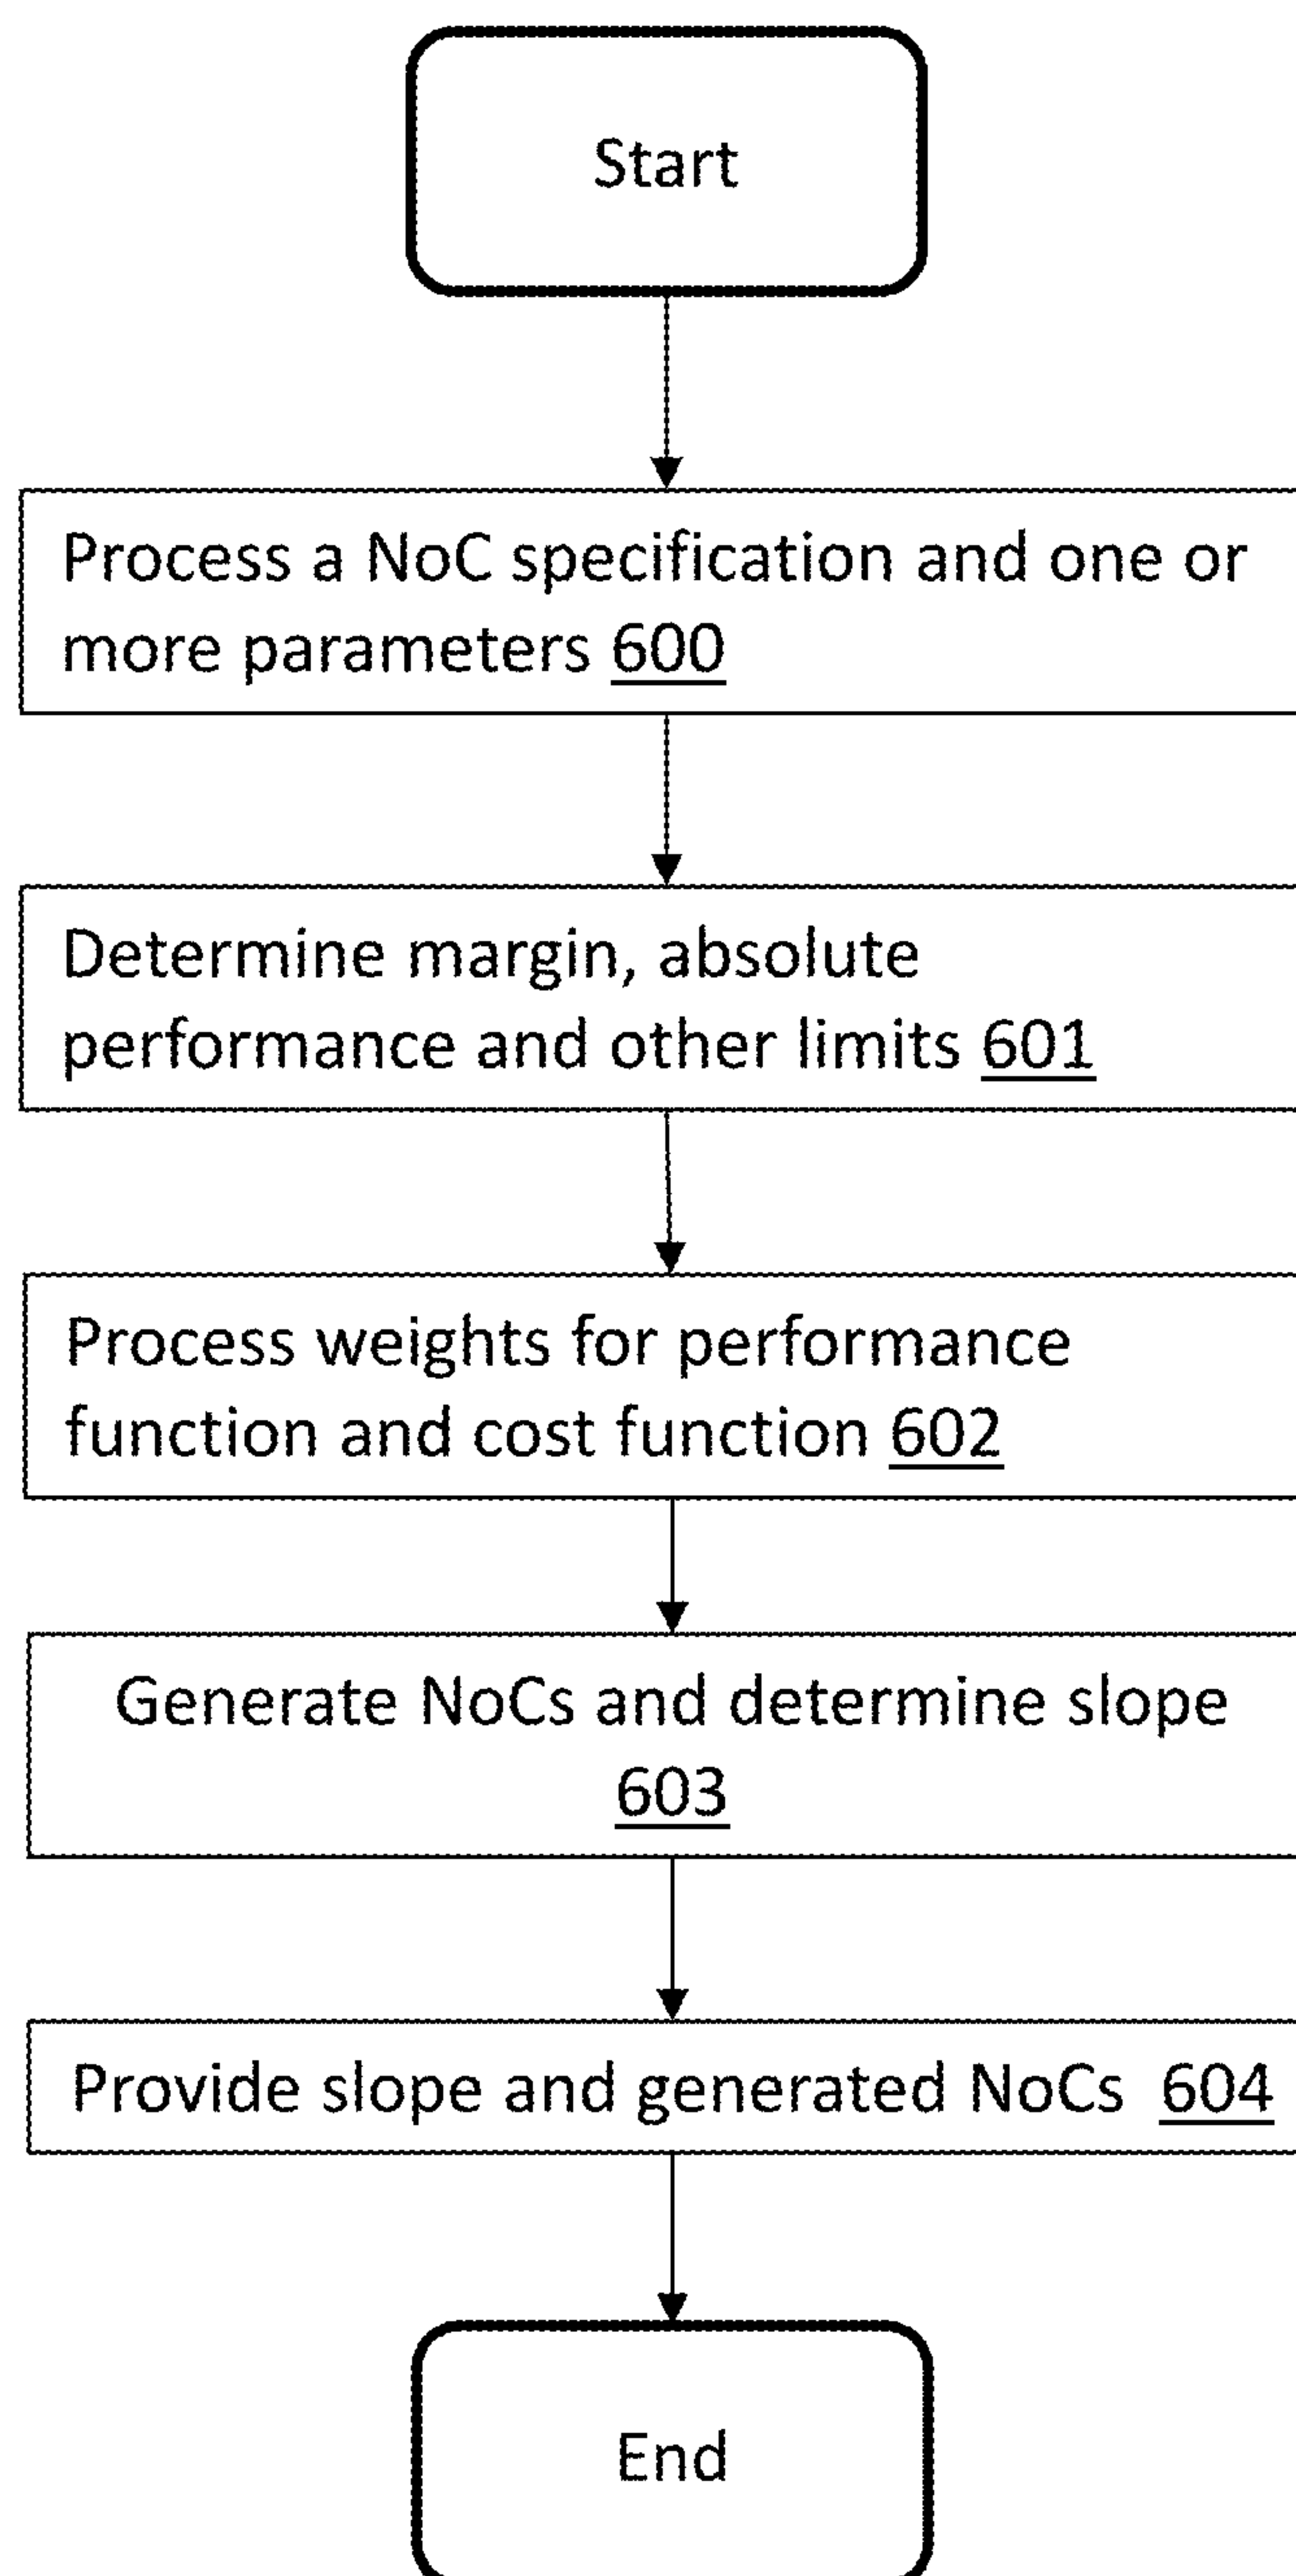 Start
Process a NoC specification and one or
more parameters 600
Determine margin, absolute
performance and other limits 601
Process weights for performance
function and cost function 602
Generate NoCs and determine slope
603
Provide slope and generated NoCs 604
End